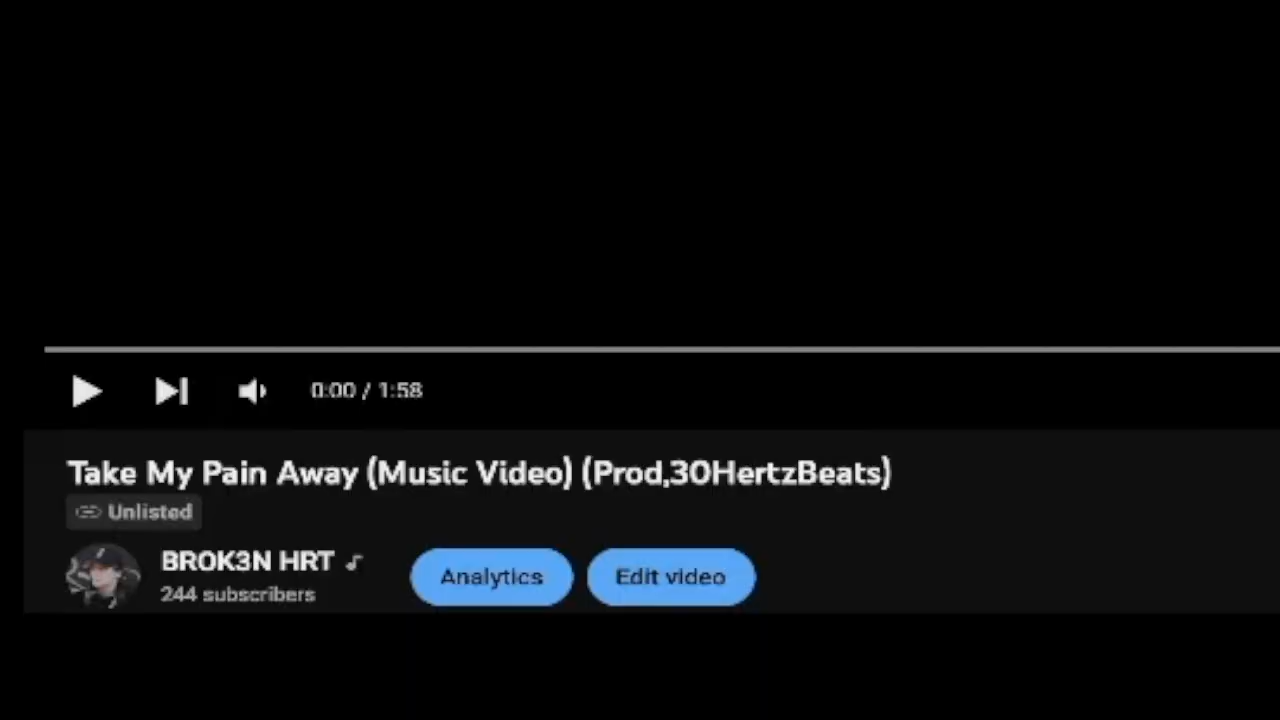 0:00 / 1:58
Take My Pain Away (Music Video) (Prod,30HertzBeats)
Unlisted
BROK3N HRT
244 subscribers
Analytics
Edit video